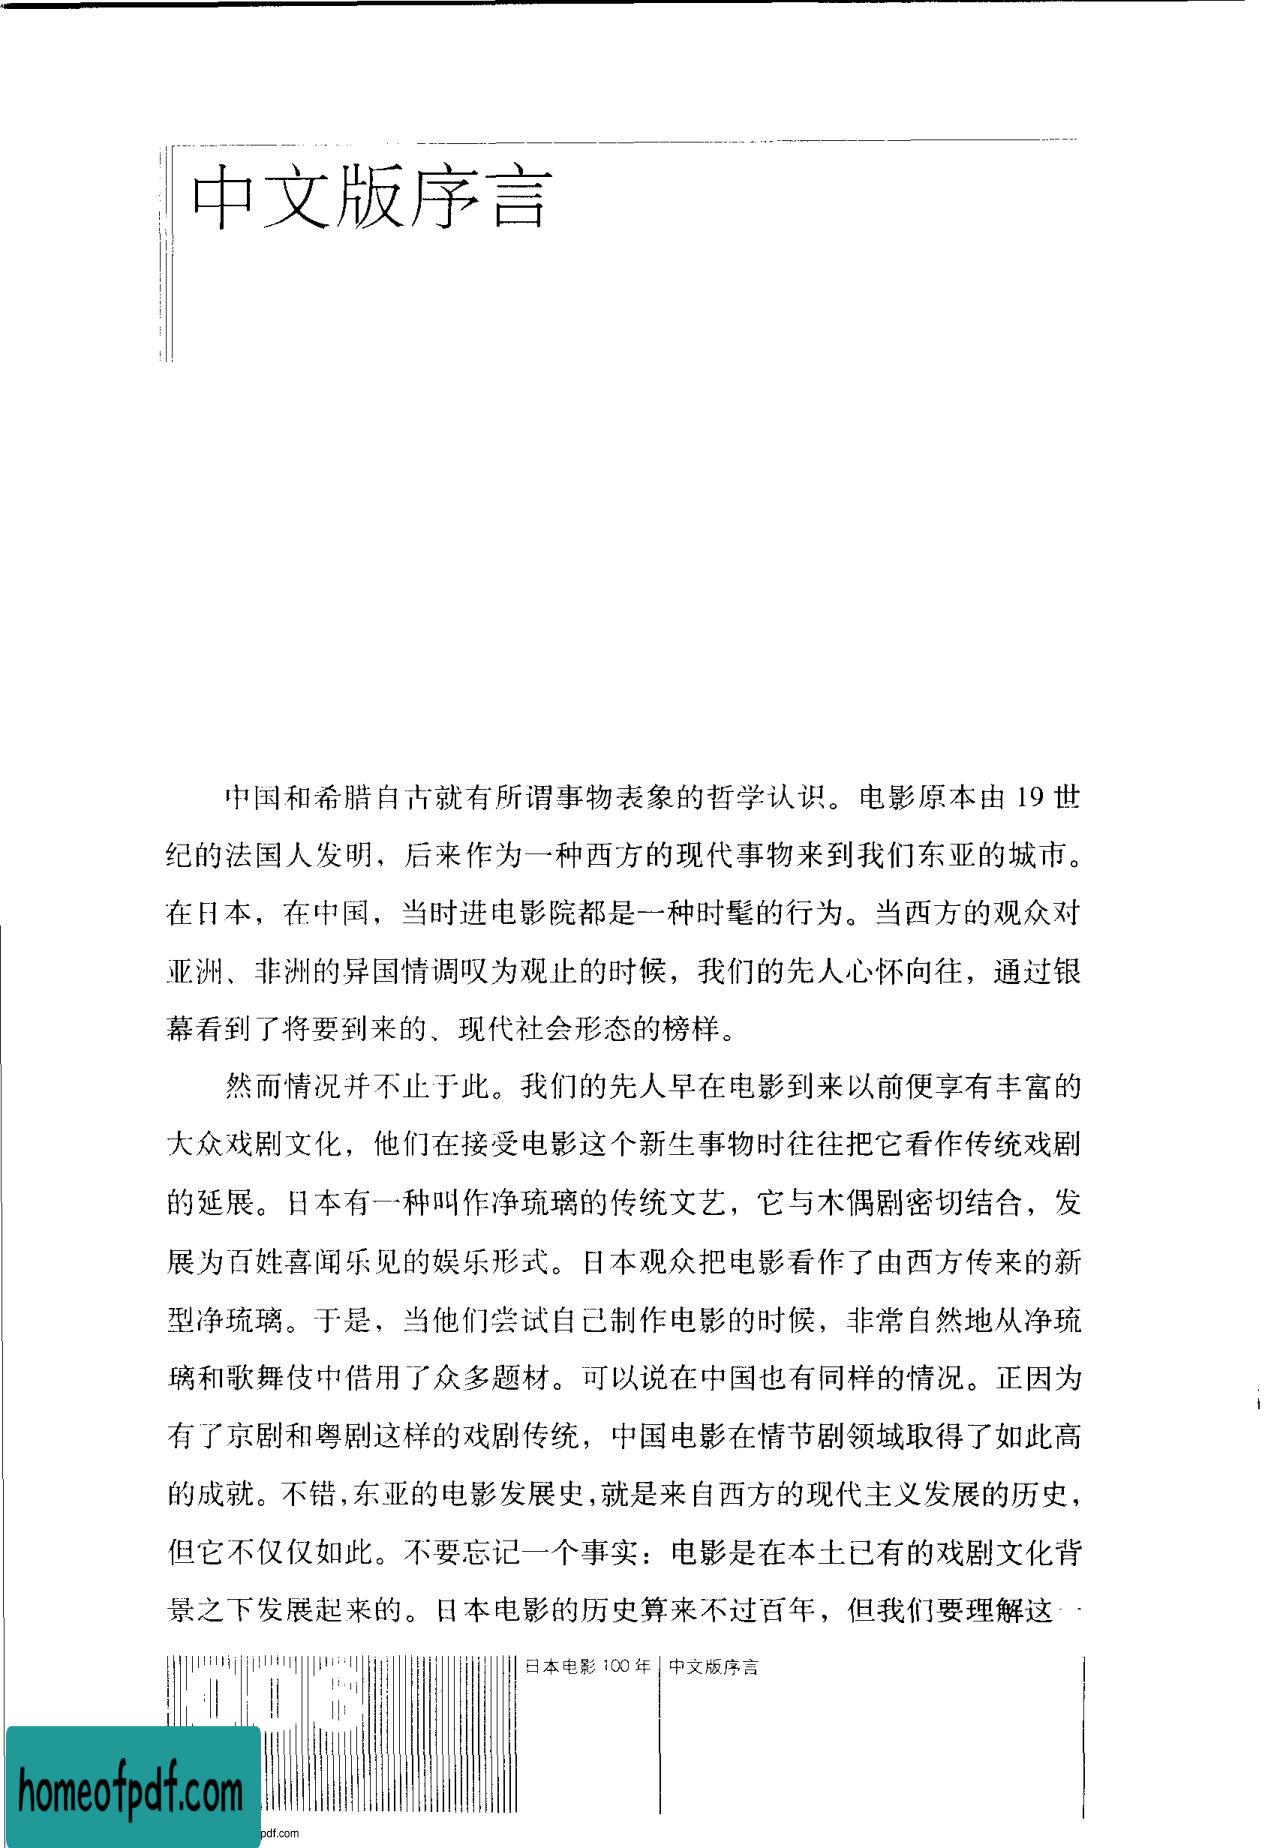 中文版序言
中国和希腊自古就有所谓事物表象的哲学认识。电影原本由 19 世
纪的法国人发明，后来作为一种西方的现代事物来到我们东亚的城市。
在日本，在中国，当时进电影院都是一种时髦的行为。当西方的观众对
亚洲、非洲的异国情调叹为观止的时候，我们的先人心怀向往，通过银
幕看到了将要到来的、现代社会形态的榜样。
然而情况并不止于此。我们的先人早在电影到来以前便享有丰富的
大众戏剧文化，他们在接受电影这个新生事物时往往把它看作传统戏剧
的延展。日本有一种叫作净琉璃的传统文艺，它与木偶剧密切结合，发
展为百姓喜闻乐见的娱乐形式。日本观众把电影看作了由西方传来的新
型净琉璃。于是，当他们尝试自己制作电影的时候，非常自然地从净琉
璃和歌舞伎中借用了众多题材。可以说在中国也有同样的情况。正因为
有了京剧和粤剧这样的戏剧传统，中国电影在情节剧领域取得了如此高
的成就。不错，东亚的电影发展史，就是来自西方的现代主义发展的历史，
但它不仅仅如此。不要忘记一个事实：电影是在本土已有的戏剧文化背
景之下发展起来的。日本电影的历史算来不过百年，但我们要理解这一
日本电影 100 年 中文版序言
homeofpdf.com
pdf.com